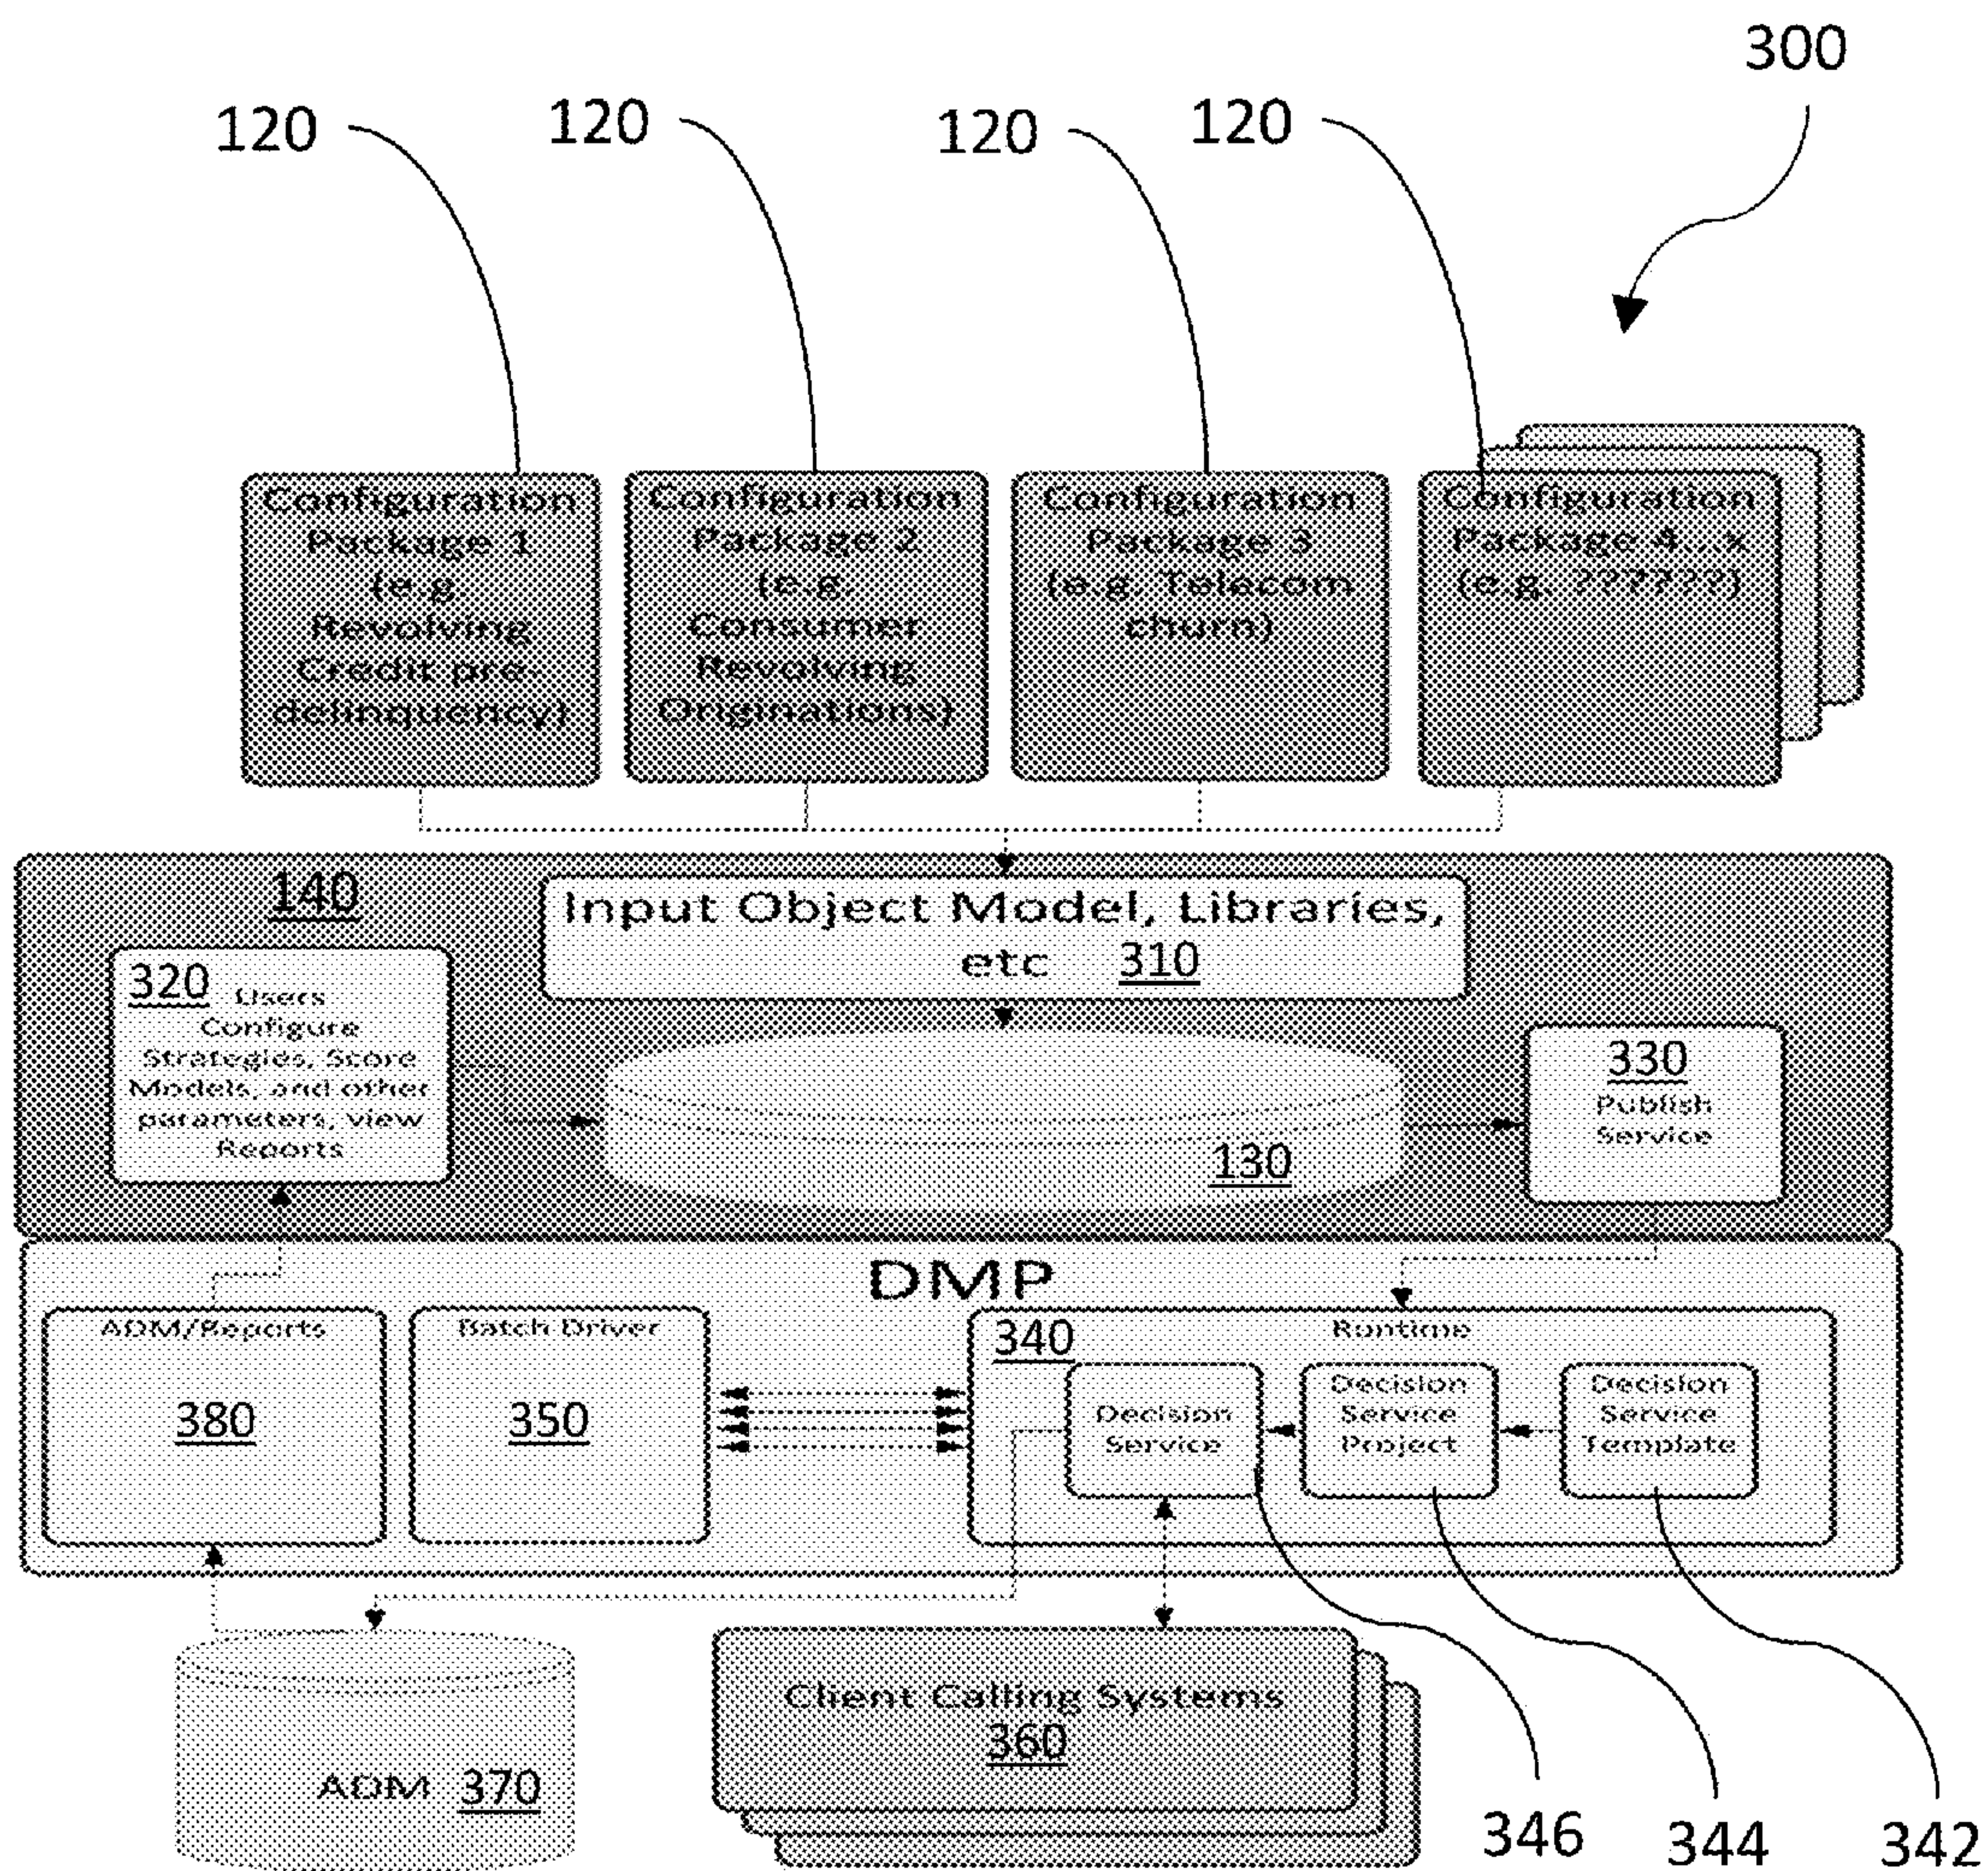 300
120
120
120
120
Configuration
Package 1
(e.g
Revolving
Credit pre-
delinquency)
Configuration
Package 2
(e.g.
Consumer
Revolving
Originations)
Configuration
Package 3
(e.g. Telecom
churn)
Configuration
Package 4...x
(e.g. ??????)
140
Input Object Model, Libraries,
etc 310
320 Users
Configure
Strategies, Score
Models, and other
parameters, view
Reports
130
330
Publish
Service
DMP
ADM/Reports
380
Batch Driver
350
340
Runtime
Decision
Service
Decision
Service
Project
Decision
Service
Template
ADM 370
Client Calling Systems
360
346
344
342